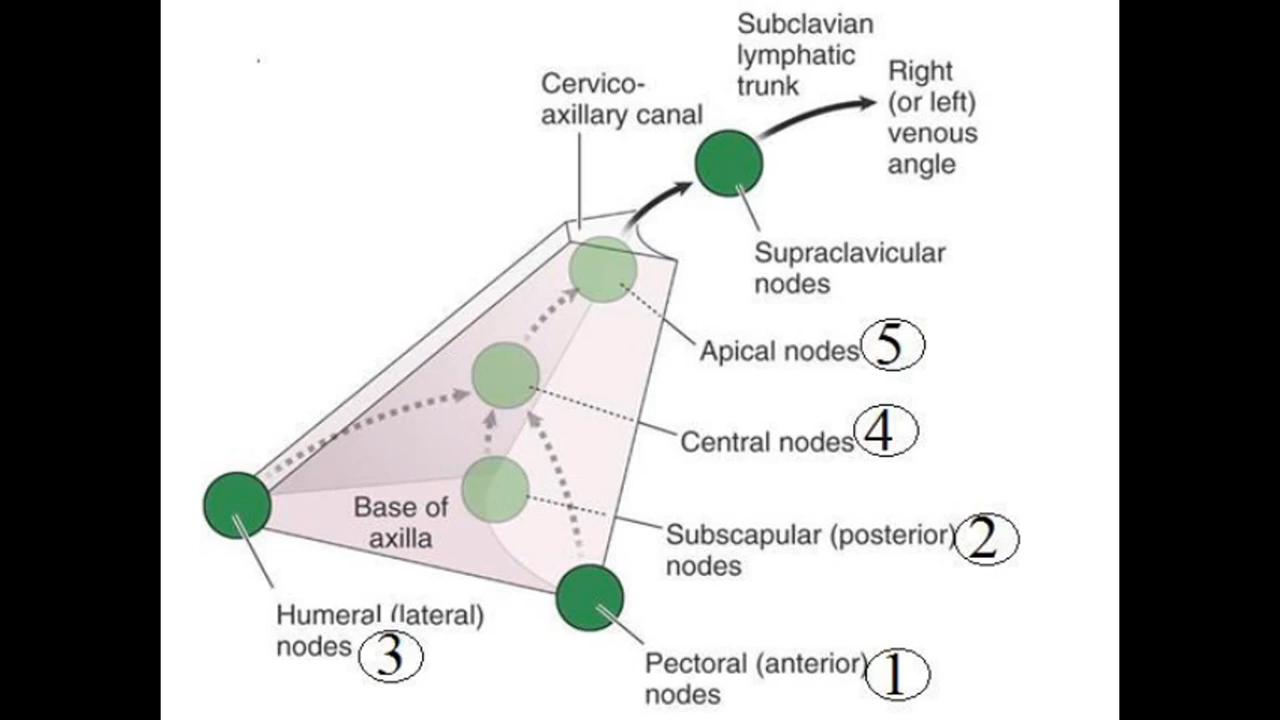 Subclavian
lymphatic
trunk
Right
(or left)
venous
angle
Cervico-
axillary canal
Supraclavicular
nodes
Apical nodes 5
Central nodes 4
Base of
axilla
Subscapular (posterior) 2
nodes
Humeral (lateral)
nodes 3
Pectoral (anterior) 1
nodes